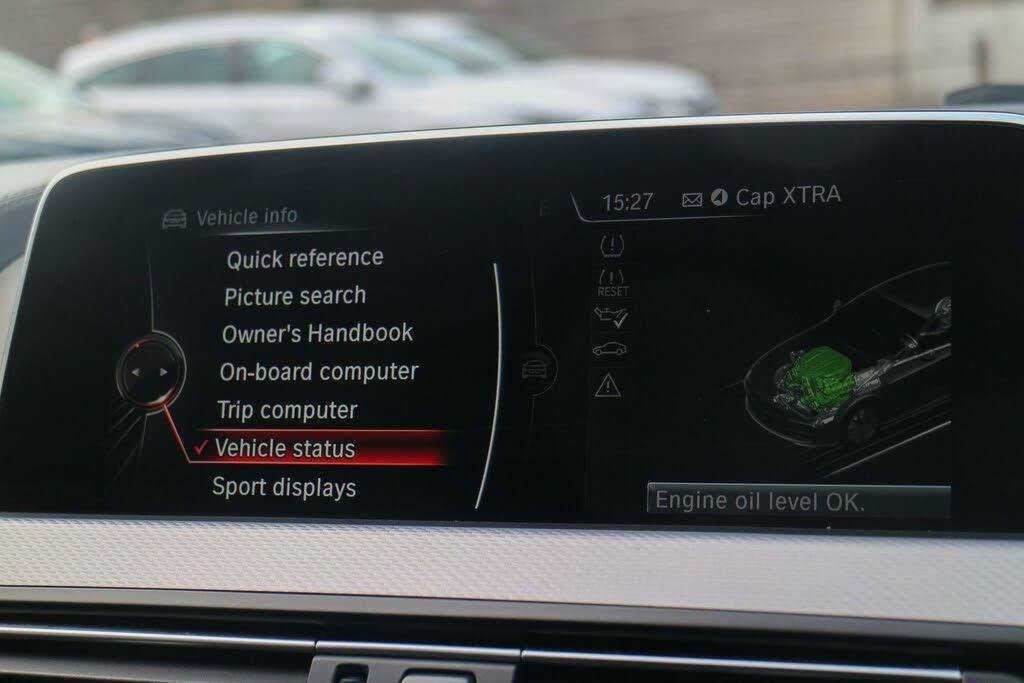 Vehicle info
Quick reference
Picture search
Owner's Handbook
On-board computer
Trip computer
Vehicle status
Sport displays
15:27 Cap XTRA
RESET
Engine oil level OK.